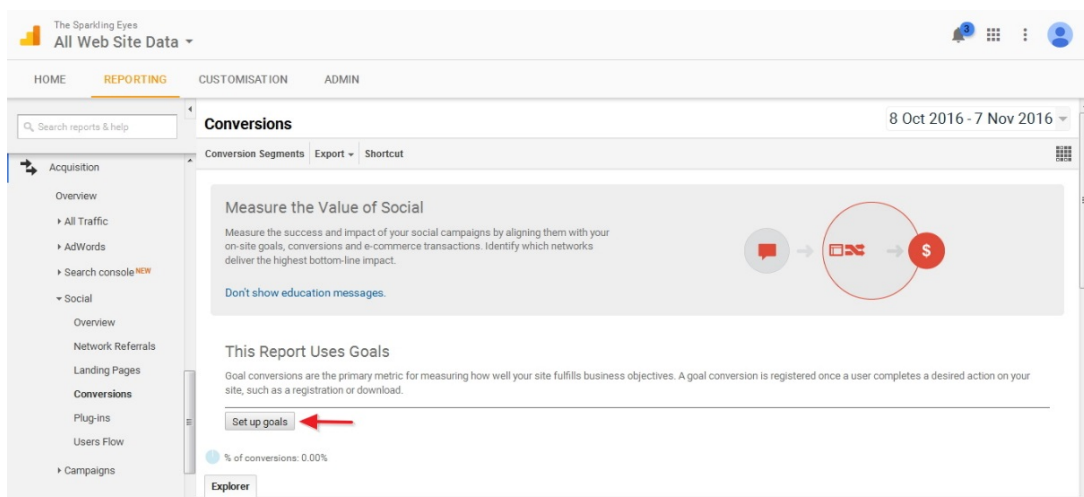 The Sparkling Eyes
All Web Site Data
3
HOME REPORTING CUSTOMISATION ADMIN
Search reports & help
Acquisition
Overview
All Traffic
AdWords
Search console NEW
Social
Overview
Network Referrals
Landing Pages
Conversions
Plug-ins
Users Flow
Campaigns
Conversions
8 Oct 2016 - 7 Nov 2016
Conversion Segments Export Shortcut
Measure the Value of Social
Measure the success and impact of your social campaigns by aligning them with your
on-site goals, conversions and e-commerce transactions. Identify which networks
deliver the highest bottom-line impact.
Don't show education messages.
$
This Report Uses Goals
Goal conversions are the primary metric for measuring how well your site fulfills business objectives. A goal conversion is registered once a user completes a desired action on your
site, such as a registration or download.
Set up goals
% of conversions: 0.00%
Explorer